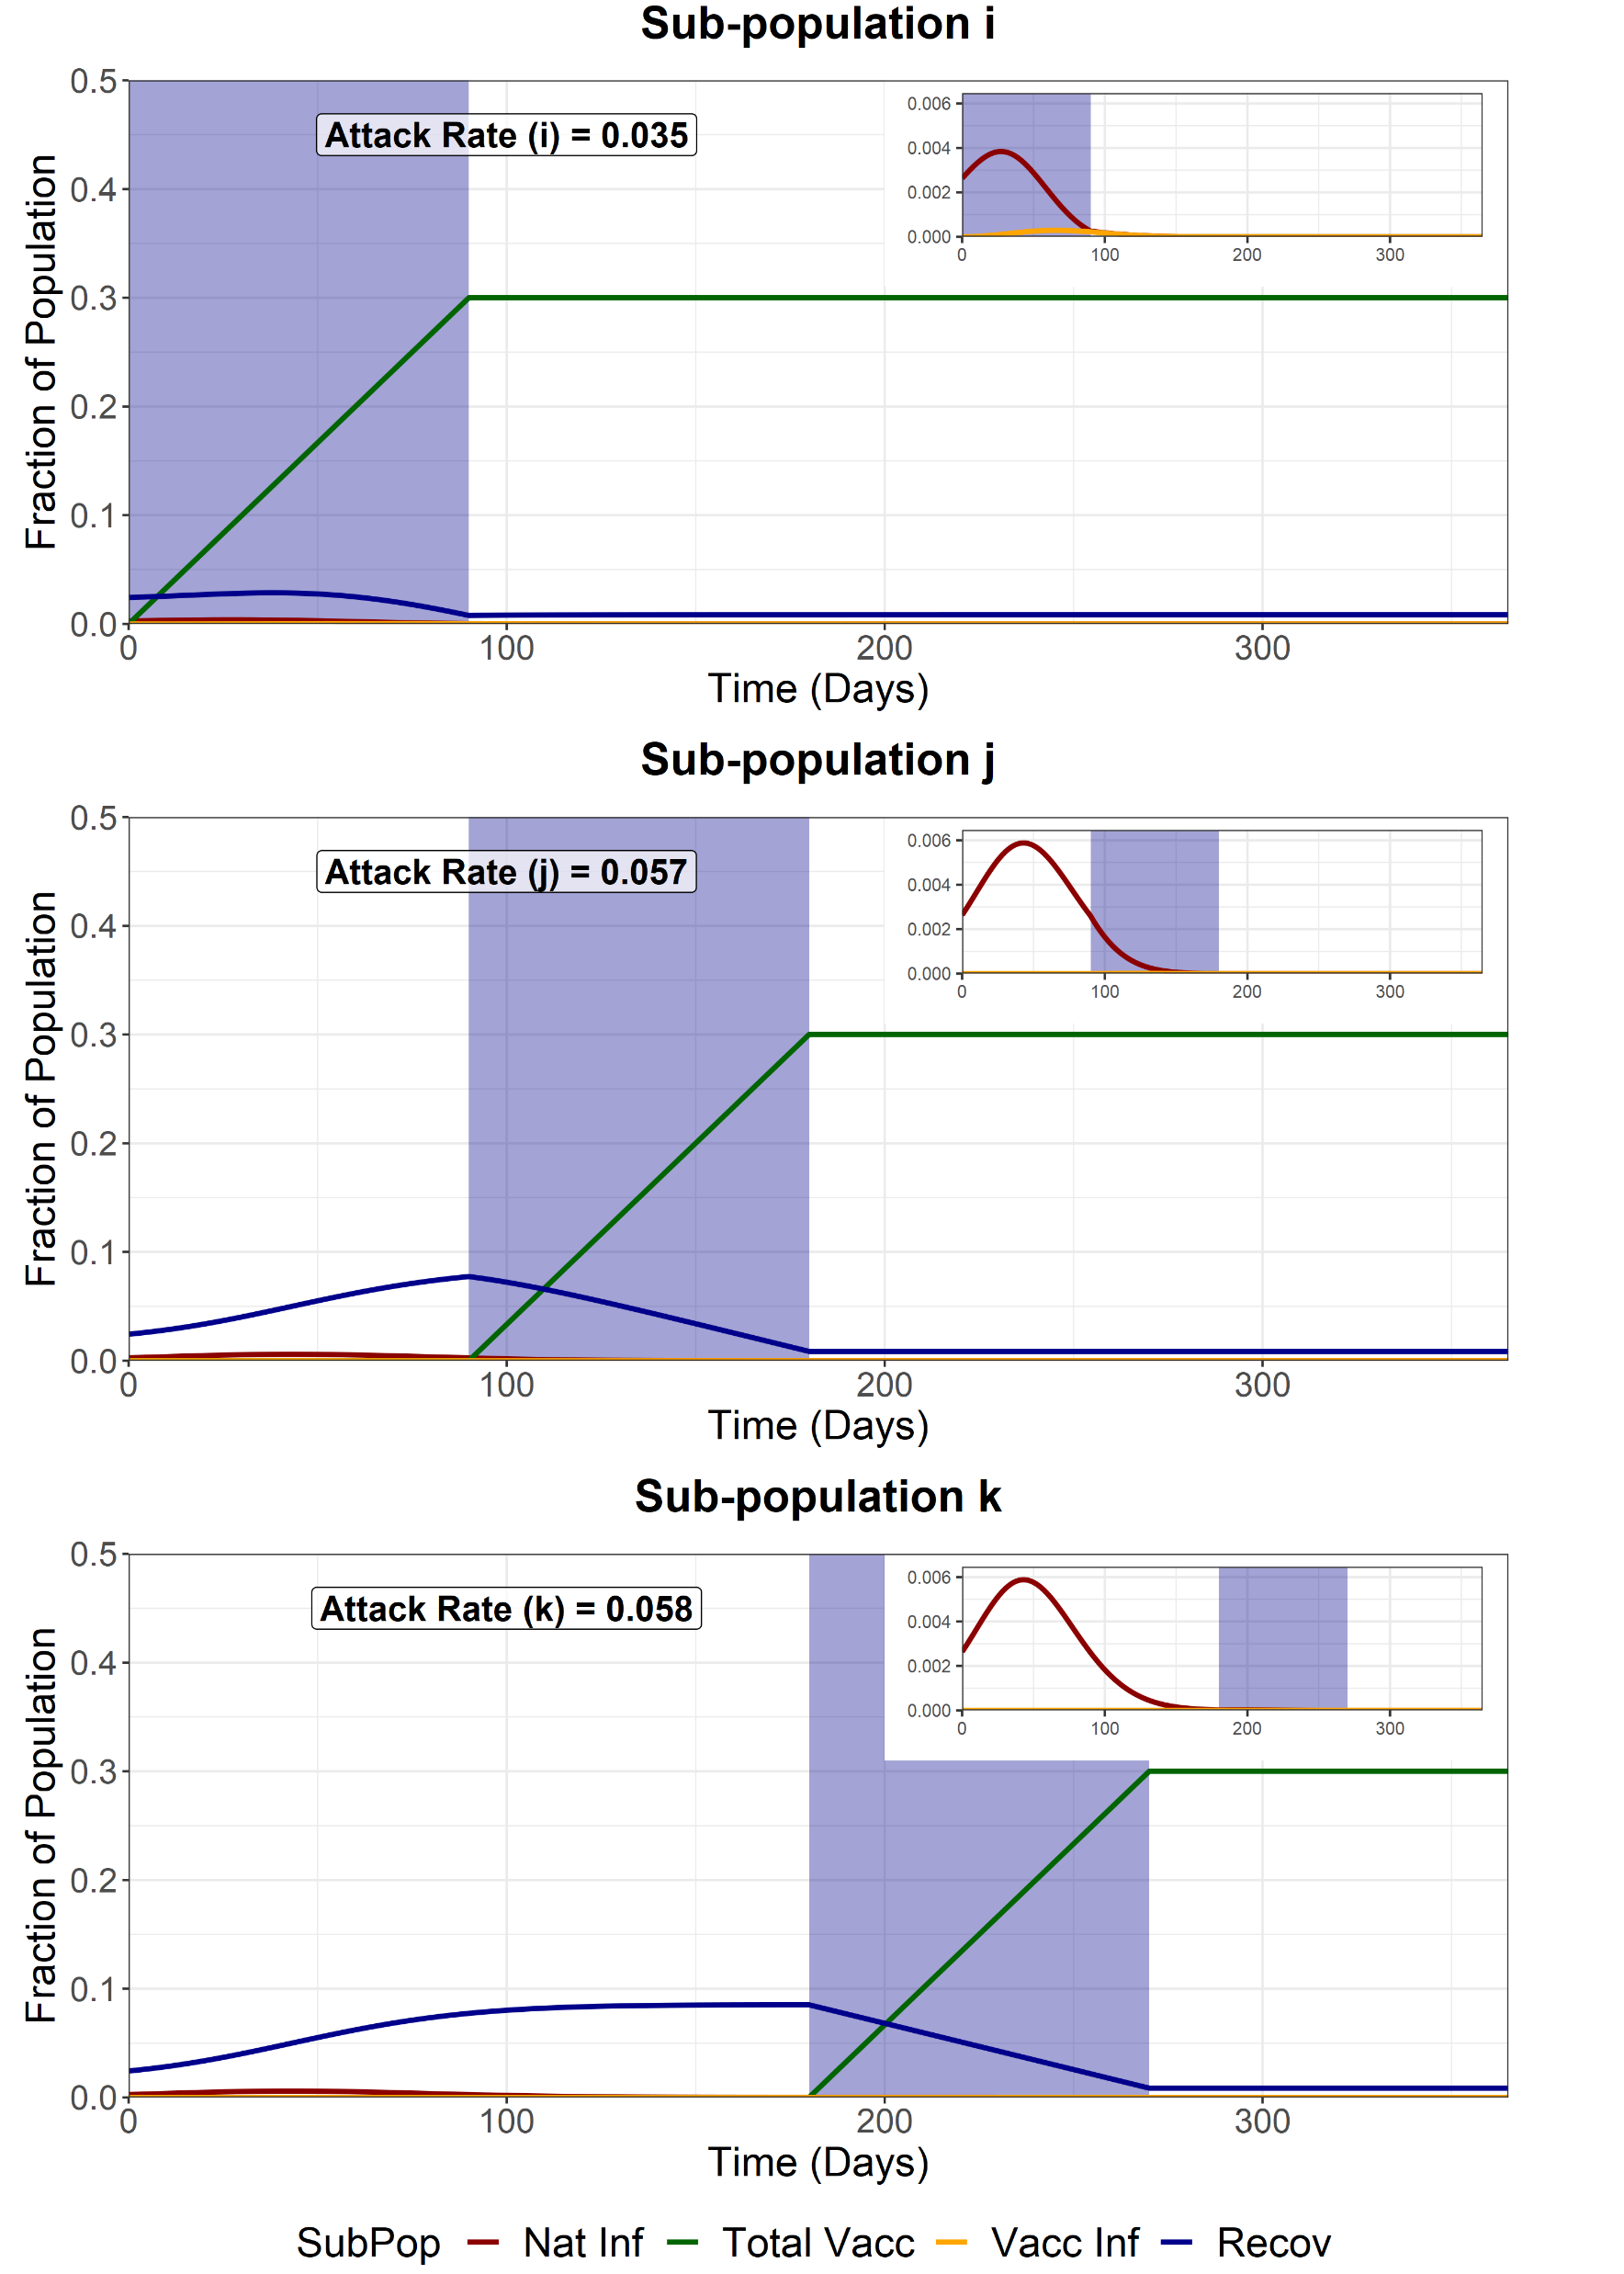 Sub-population i
Fraction of Population
0.5
0.4
0.3
0.2
0.1
0.0
Attack Rate (i) = 0.035
0.006
0.004
0.002
0.000
0 100 200 300
0 100 200 300
Time (Days)
Sub-population j
Fraction of Population
0.5
0.4
0.3
0.2
0.1
0.0
Attack Rate (j) = 0.057
0.006
0.004
0.002
0.000
0 100 200 300
0 100 200 300
Time (Days)
Sub-population k
Fraction of Population
0.5
0.4
0.3
0.2
0.1
0.0
Attack Rate (k) = 0.058
0.006
0.004
0.002
0.000
0 100 200 300
0 100 200 300
Time (Days)
SubPop Nat Inf Total Vacc Vacc Inf Recov